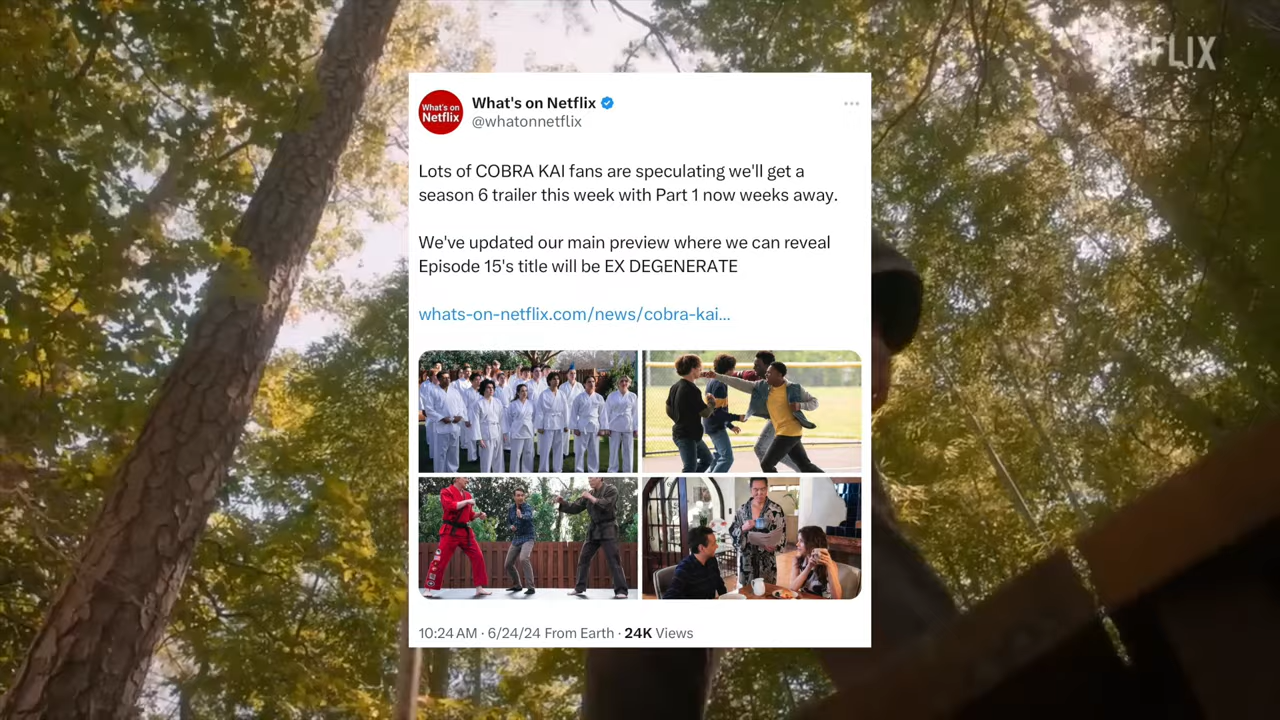 NETFLIX
What's on
Netflix
What's on Netflix
@whatonnetflix
Lots of COBRA KAI fans are speculating we'll get a
season 6 trailer this week with Part 1 now weeks away.
We've updated our main preview where we can reveal
Episode 15's title will be EX DEGENERATE
whats-on-netflix.com/news/cobra-kai...
10:24 AM · 6/24/24 From Earth · 24K Views